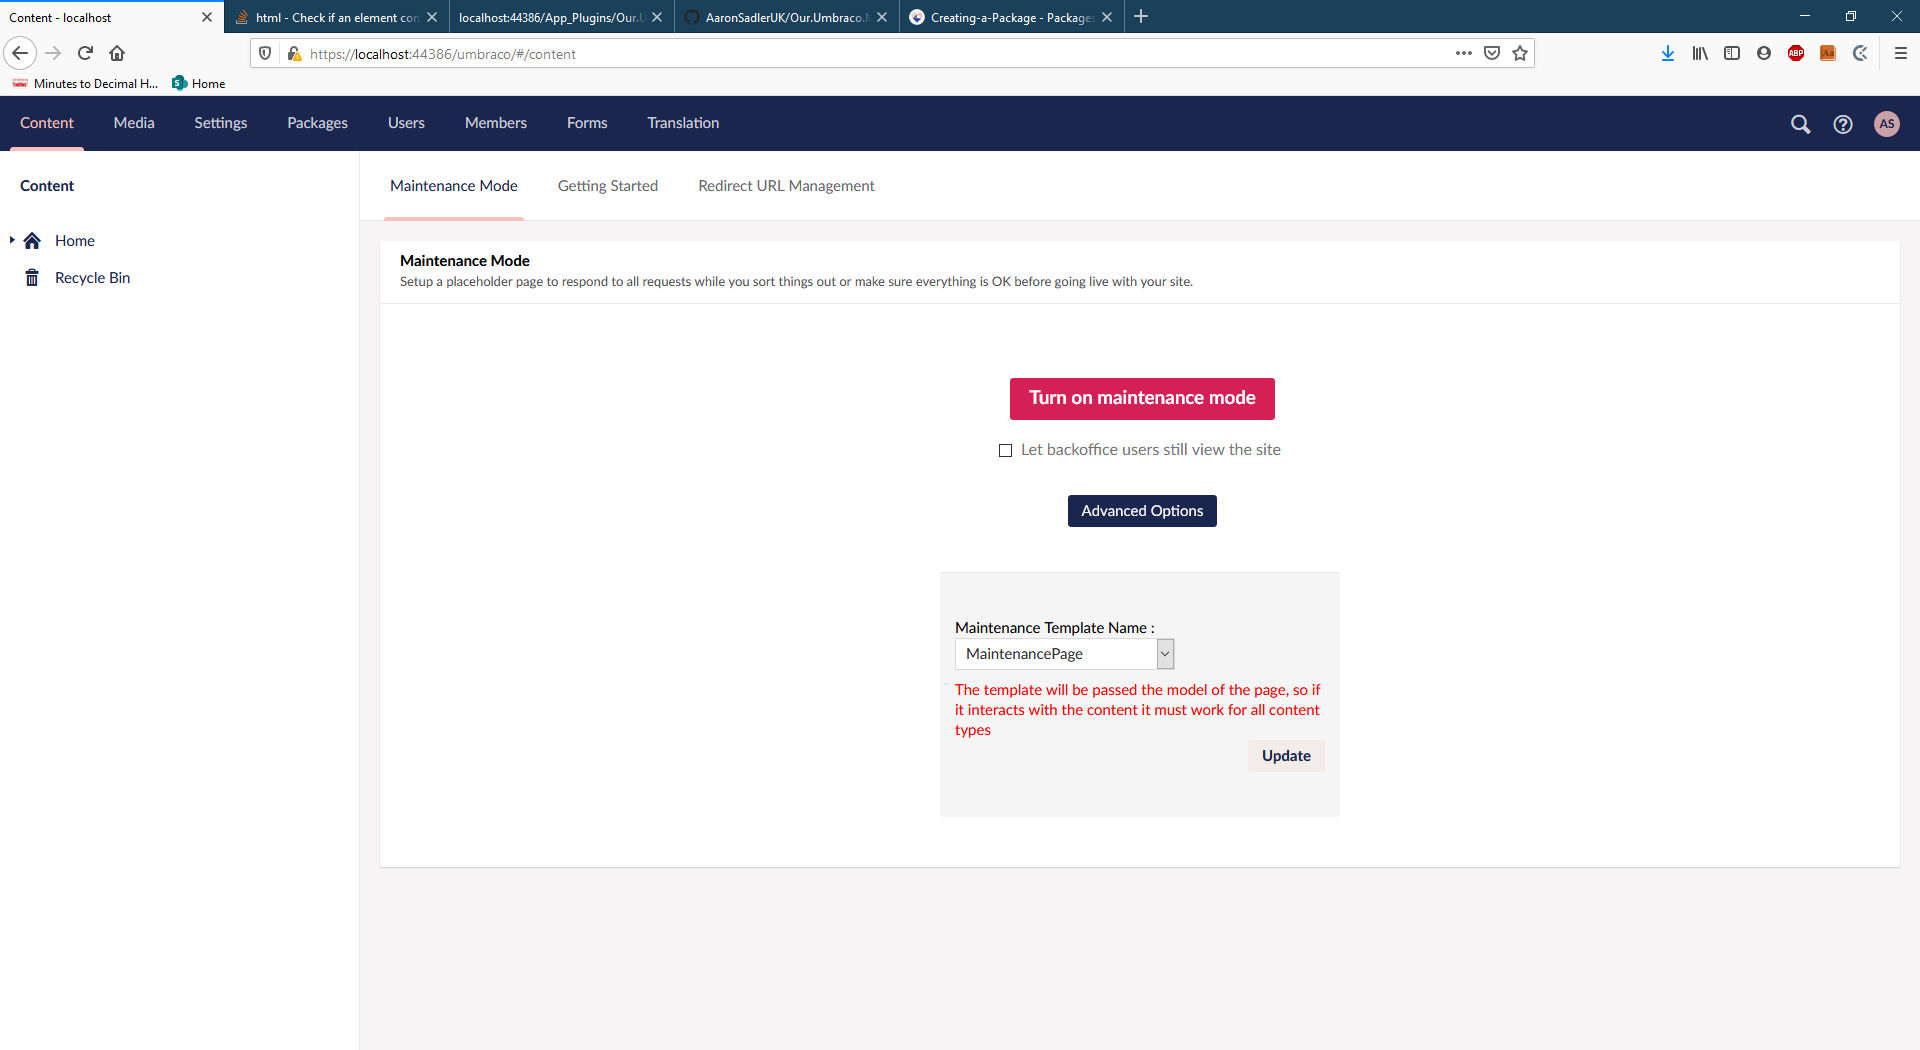 Content - localhost
html - Check if an element con
localhost:44386/App_Plugins/Our.U
AaronSadlerUK/Our.Umbraco.M
Creating-a-Package - Packages
https://localhost:44386/umbraco/#/content
ABP
Minutes to Decimal H...
S
Home
Content
Media
Settings
Packages
Users
Members
Forms
Translation
AS
Content
Home
Recycle Bin
Maintenance Mode
Getting Started
Redirect URL Management
Maintenance Mode
Setup a placeholder page to respond to all requests while you sort things out or make sure everything is OK before going live with your site.
Turn on maintenance mode
Let backoffice users still view the site
Advanced Options
Maintenance Template Name :
MaintenancePage
The template will be passed the model of the page, so if
it interacts with the content it must work for all content
types
Update